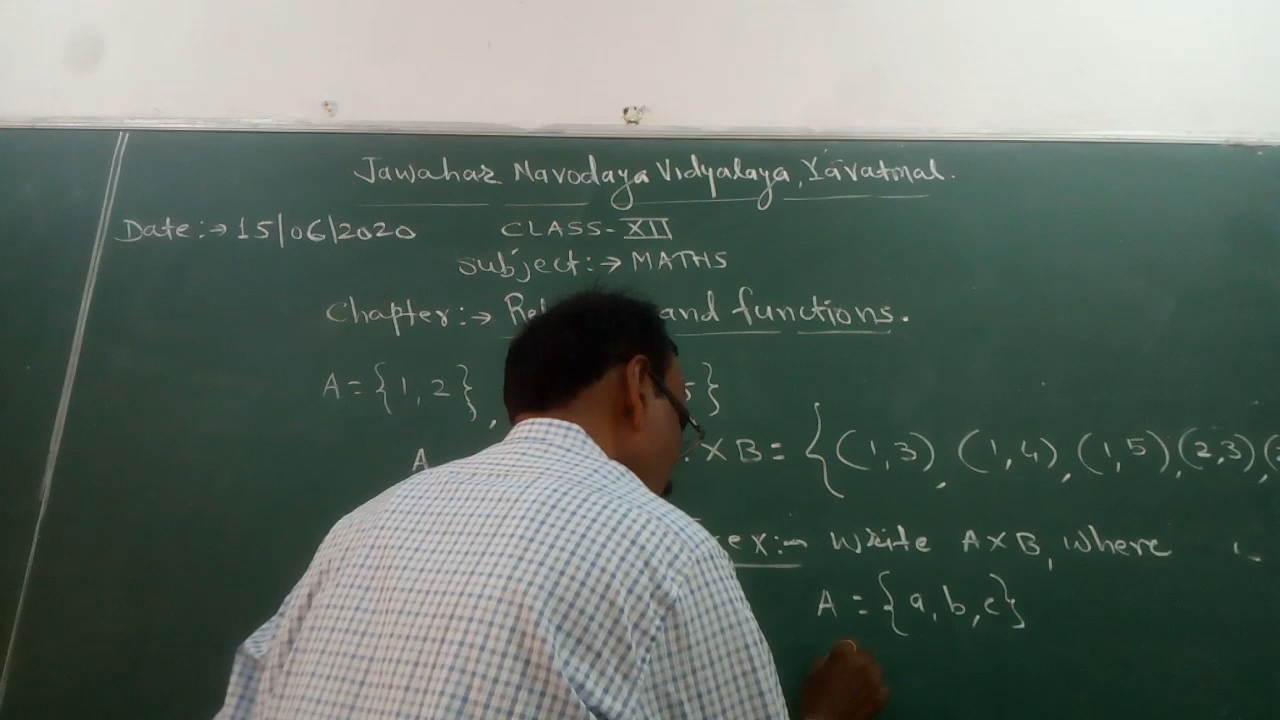 Jawahar Navodaya Vidyalaya, Yavatmal.
Date:→ 15/06/2020 CLASS-XII
subject:→ MATHS
Chapter:→ and functions.
A={1,2}, 5}
A × B = {(1,3), (1,4), (1,5), (2,3), (2
ex:- Write A×B, where
A = {a, b, c}